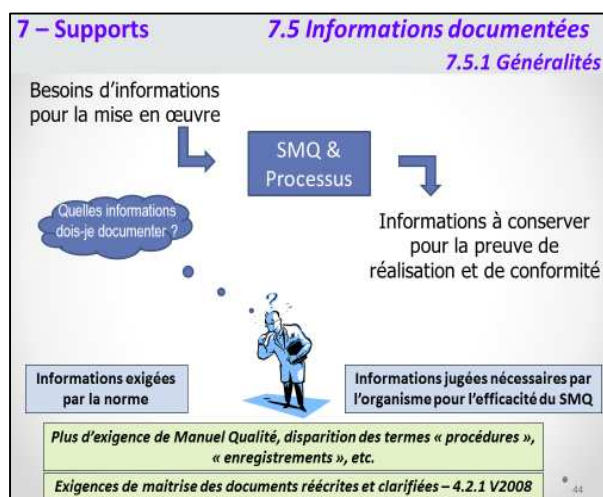 7 – Supports
7.5 Informations documentées
7.5.1 Généralités
Besoins d'informations
pour la mise en œuvre
SMQ &
Processus
Quelles informations
dois-je documenter ?
Informations à conserver
pour la preuve de
réalisation et de conformité
?
Informations exigées
par la norme
Informations jugées nécessaires par
l'organisme pour l'efficacité du SMQ
Plus d'exigence de Manuel Qualité, disparition des termes « procédures »,
« enregistrements », etc.
Exigences de maitrise des documents réécrites et clarifiées – 4.2.1 V2008
44